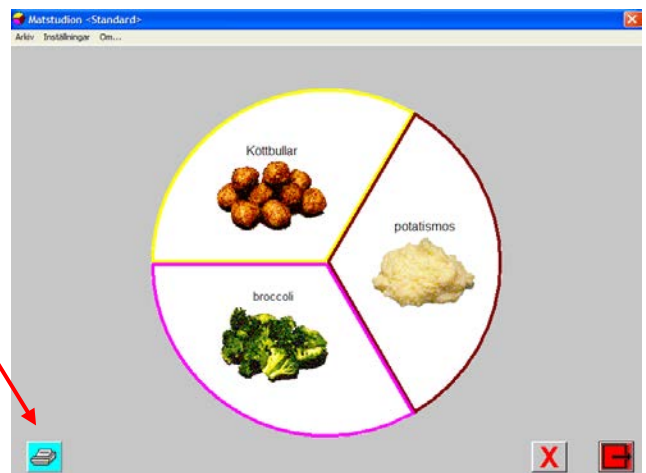 Matstudion <Standard>
Arkiv Inställningar Om...
Köttbullar
potatismos
broccoli
X